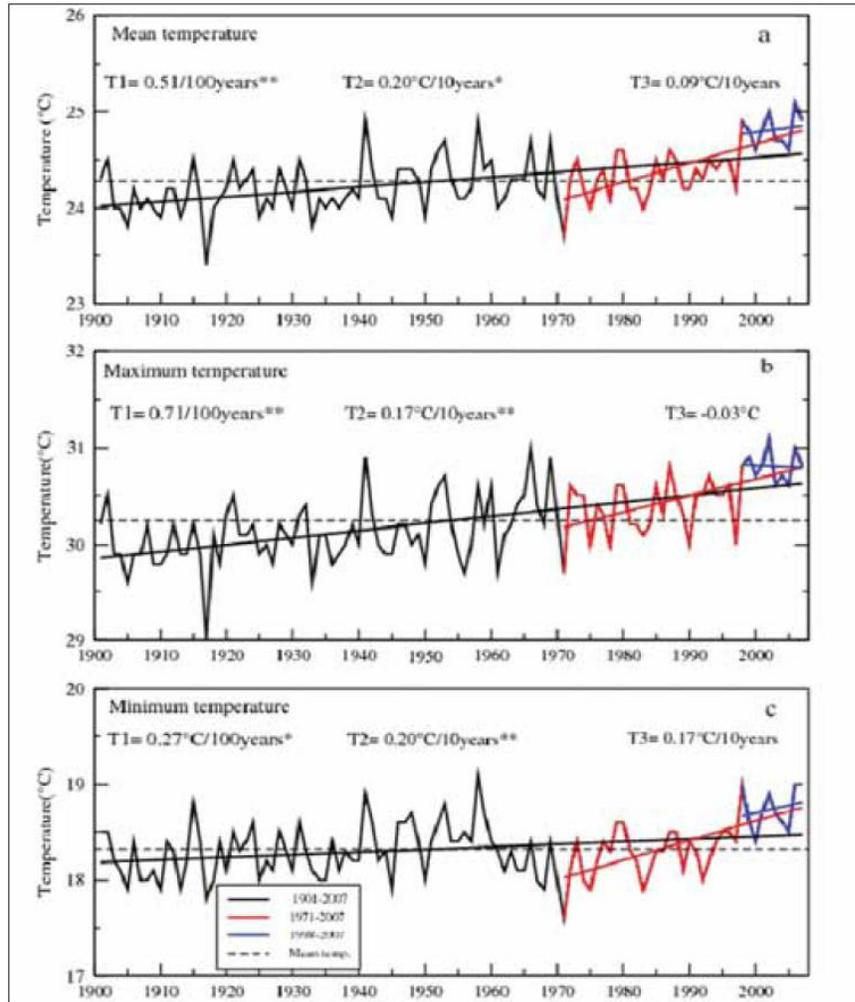 26
Mean temperature
a
T1= 0.51/100years**
T2= 0.20°C/10years*
T3= 0.09°C/10years
25
Temperature (°C)
24
23
1900 1910 1920 1930 1940 1950 1960 1970 1980 1990 2000
32
Maximum temperature
b
T1= 0.71/100years**
T2= 0.17°C/10years**
T3= -0.03°C
31
Temperature(°C)
30
29
1900 1910 1920 1930 1940 1950 1960 1970 1980 1990 2000
20
Minimum temperature
c
T1= 0.27°C/100years*
T2= 0.20°C/10years**
T3= 0.17°C/10years
19
Temperature(°C)
18
1901-2007
1971-2007
1998-2007
Mean temp.
17
1900 1910 1920 1930 1940 1950 1960 1970 1980 1990 2000